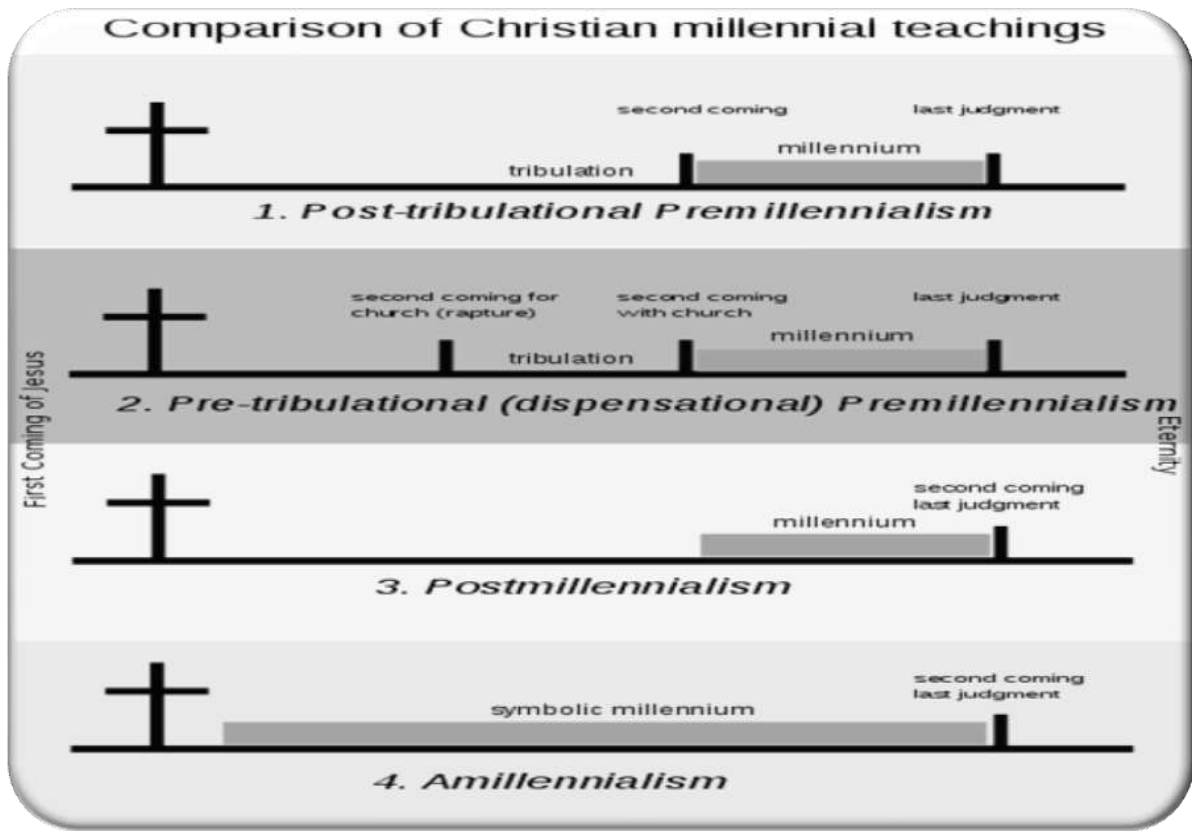 Comparison of Christian millennial teachings
second coming
last judgment
millennium
tribulation
1. Post-tribulational Premillennialism
second coming for
church (rapture)
second coming
with church
last judgment
millennium
tribulation
2. Pre-tribulational (dispensational) Premillennialism
First Coming of Jesus
Eternity
second coming
last judgment
millennium
3. Postmillennialism
second coming
last judgment
symbolic millennium
4. Amillennialism